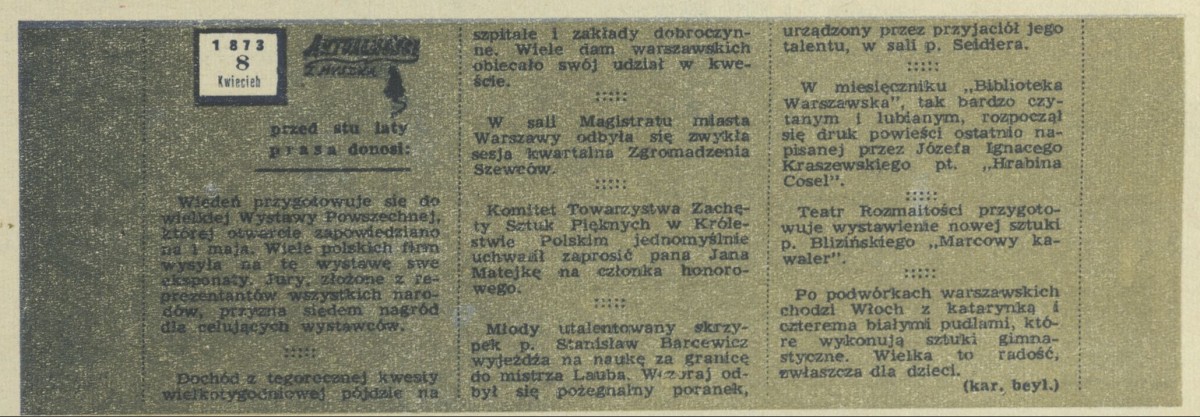 1873
8
Kwiecień
AKTUALNOŚCI
Z MYSZKĄ
przed stu laty
prasa donosi:
Wiedeń przygotowuje się do
wielkiej Wystawy Powszechnej,
której otwarcie zapowiedziano
na 1 maja. Wiele polskich firm
wysyła na tę wystawę swe
eksponaty. Jury, złożone z re-
prezentantów wszystkich naro-
dów, przyzna siedem nagród
dla celujących wystawców.
:::::
Dochód z tegorocznej kwesty
wielkotygodniowej pójdzie na
szpitale i zakłady dobroczyn-
ne. Wiele dam warszawskich
obiecało swój udział w kwe-
ście.
:::::
W sali Magistratu miasta
Warszawy odbyła się zwykła
sesja kwartalna Zgromadzenia
Szewców.
:::::
Komitet Towarzystwa Zachę-
ty Sztuk Pięknych w Króle-
stwie Polskim jednomyślnie
uchwalił zaprosić pana Jana
Matejkę na członka honoro-
wego.
:::::
Młody utalentowany skrzy-
pek p. Stanisław Barcewicz
wyjeżdża na naukę za granicę
do mistrza Lauba. Wczoraj od-
był się pożegnalny poranek,
urządzony przez przyjaciół jego
talentu, w sali p. Seidlera.
:::::
W miesięczniku „Biblioteka
Warszawska", tak bardzo czy-
tanym i lubianym, rozpoczął
się druk powieści ostatnio na-
pisanej przez Józefa Ignacego
Kraszewskiego pt. „Hrabina
Cosel".
:::::
Teatr Rozmaitości przygoto-
wuje wystawienie nowej sztuki
p. Blizińskiego „Marcowy ka-
waler".
:::::
Po podwórkach warszawskich
chodzi Włoch z katarynką i
czterema białymi pudlami, któ-
re wykonują sztuki gimna-
styczne. Wielka to radość,
zwłaszcza dla dzieci.
(kar. beyl.)